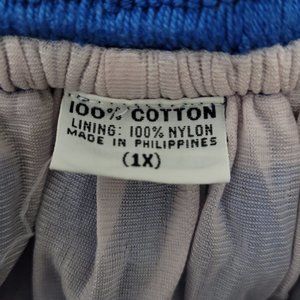 100% COTTON
LINING: 100% NYLON
MADE IN PHILIPPINES
(1X)